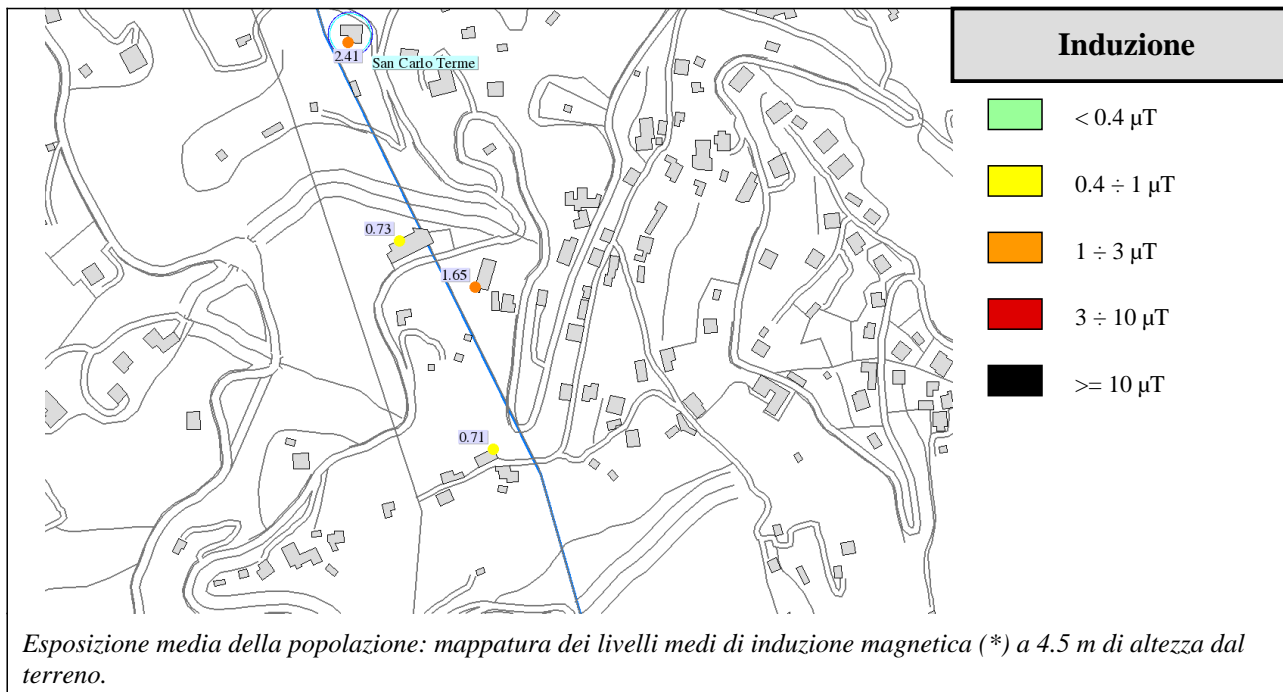 2.41
San Carlo Terme
0.73
1.65
0.71
Induzione
< 0.4 µT
0.4 ÷ 1 µT
1 ÷ 3 µT
3 ÷ 10 µT
>= 10 µT
Esposizione media della popolazione: mappatura dei livelli medi di induzione magnetica (*) a 4.5 m di altezza dal
terreno.